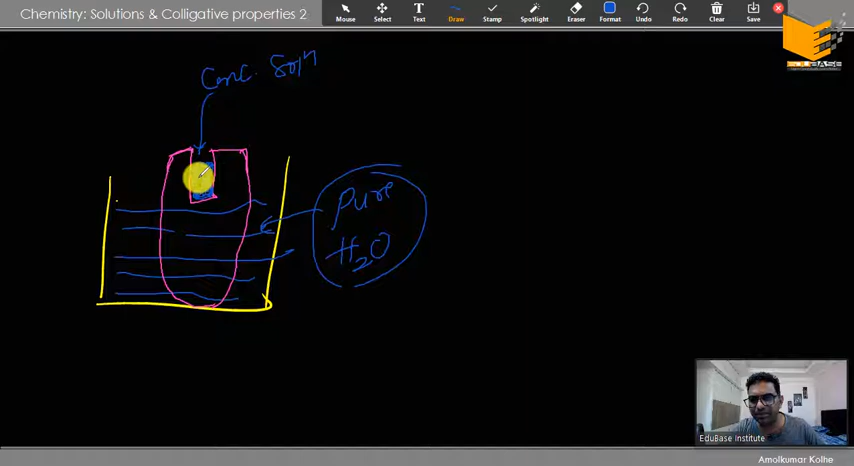 Chemistry: Solutions & Colligative properties 2
Mouse
Select
Text
Draw
Stamp
Spotlight
Eraser
Format
Undo
Redo
Clear
Save
EDUBASE
Conc. Soln
Pure
H2O
EduBase Institute
Amolkumar Kolhe